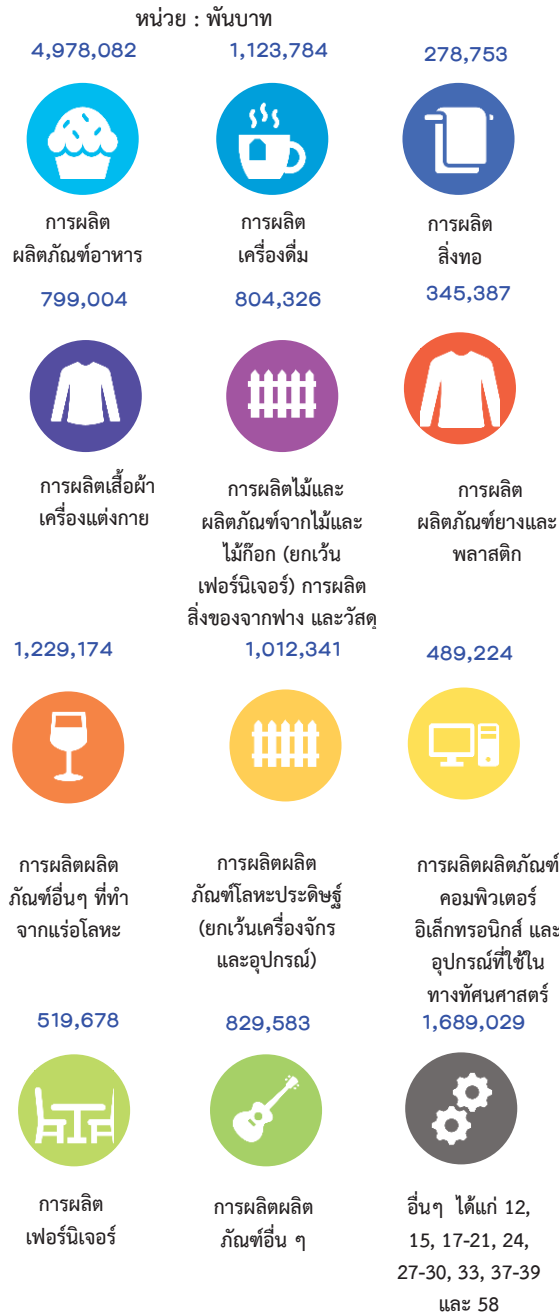 หน่วย : พันบาท
4,978,082
การผลิต
ผลิตภัณฑ์อาหาร
1,123,784
การผลิต
เครื่องดื่ม
278,753
การผลิต
สิ่งทอ
799,004
การผลิตเสื้อผ้า
เครื่องแต่งกาย
804,326
การผลิตไม้และ
ผลิตภัณฑ์จากไม้และ
ไม้ก๊อก (ยกเว้น
เฟอร์นิเจอร์) การผลิต
สิ่งของจากฟาง และวัสดุ
345,387
การผลิต
ผลิตภัณฑ์ยางและ
พลาสติก
1,229,174
การผลิตผลิต
ภัณฑ์อื่นๆ ที่ทำ
จากแร่อโลหะ
1,012,341
การผลิตผลิต
ภัณฑ์โลหะประดิษฐ์
(ยกเว้นเครื่องจักร
และอุปกรณ์)
489,224
การผลิตผลิตภัณฑ์
คอมพิวเตอร์
อิเล็กทรอนิกส์ และ
อุปกรณ์ที่ใช้ใน
ทางทัศนศาสตร์
519,678
การผลิต
เฟอร์นิเจอร์
829,583
การผลิตผลิต
ภัณฑ์อื่น ๆ
1,689,029
อื่นๆ ได้แก่ 12,
15, 17-21, 24,
27-30, 33, 37-39
และ 58